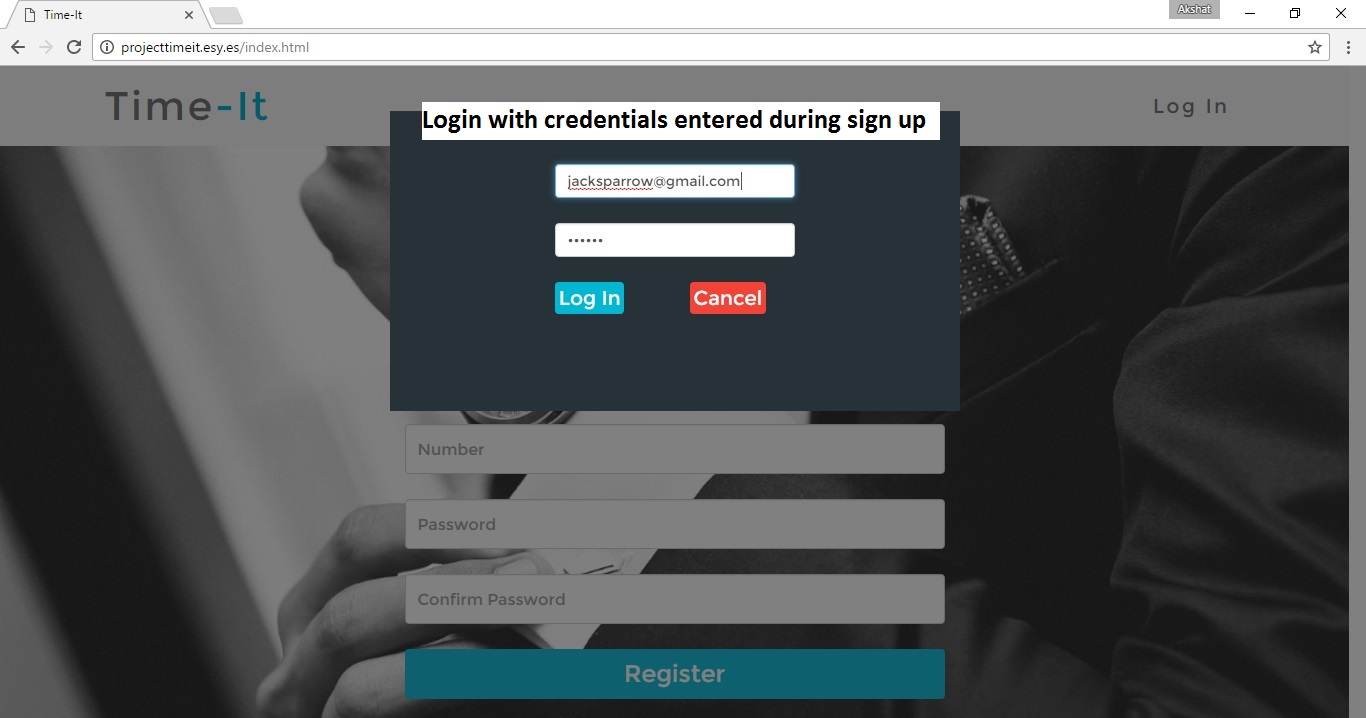 Time-It
Akshat
projecttimeit.esy.es/index.html
Time-It
Log In
Login with credentials entered during sign up
jacksparrow@gmail.com
••••••
Log In
Cancel
Number
Password
Confirm Password
Register